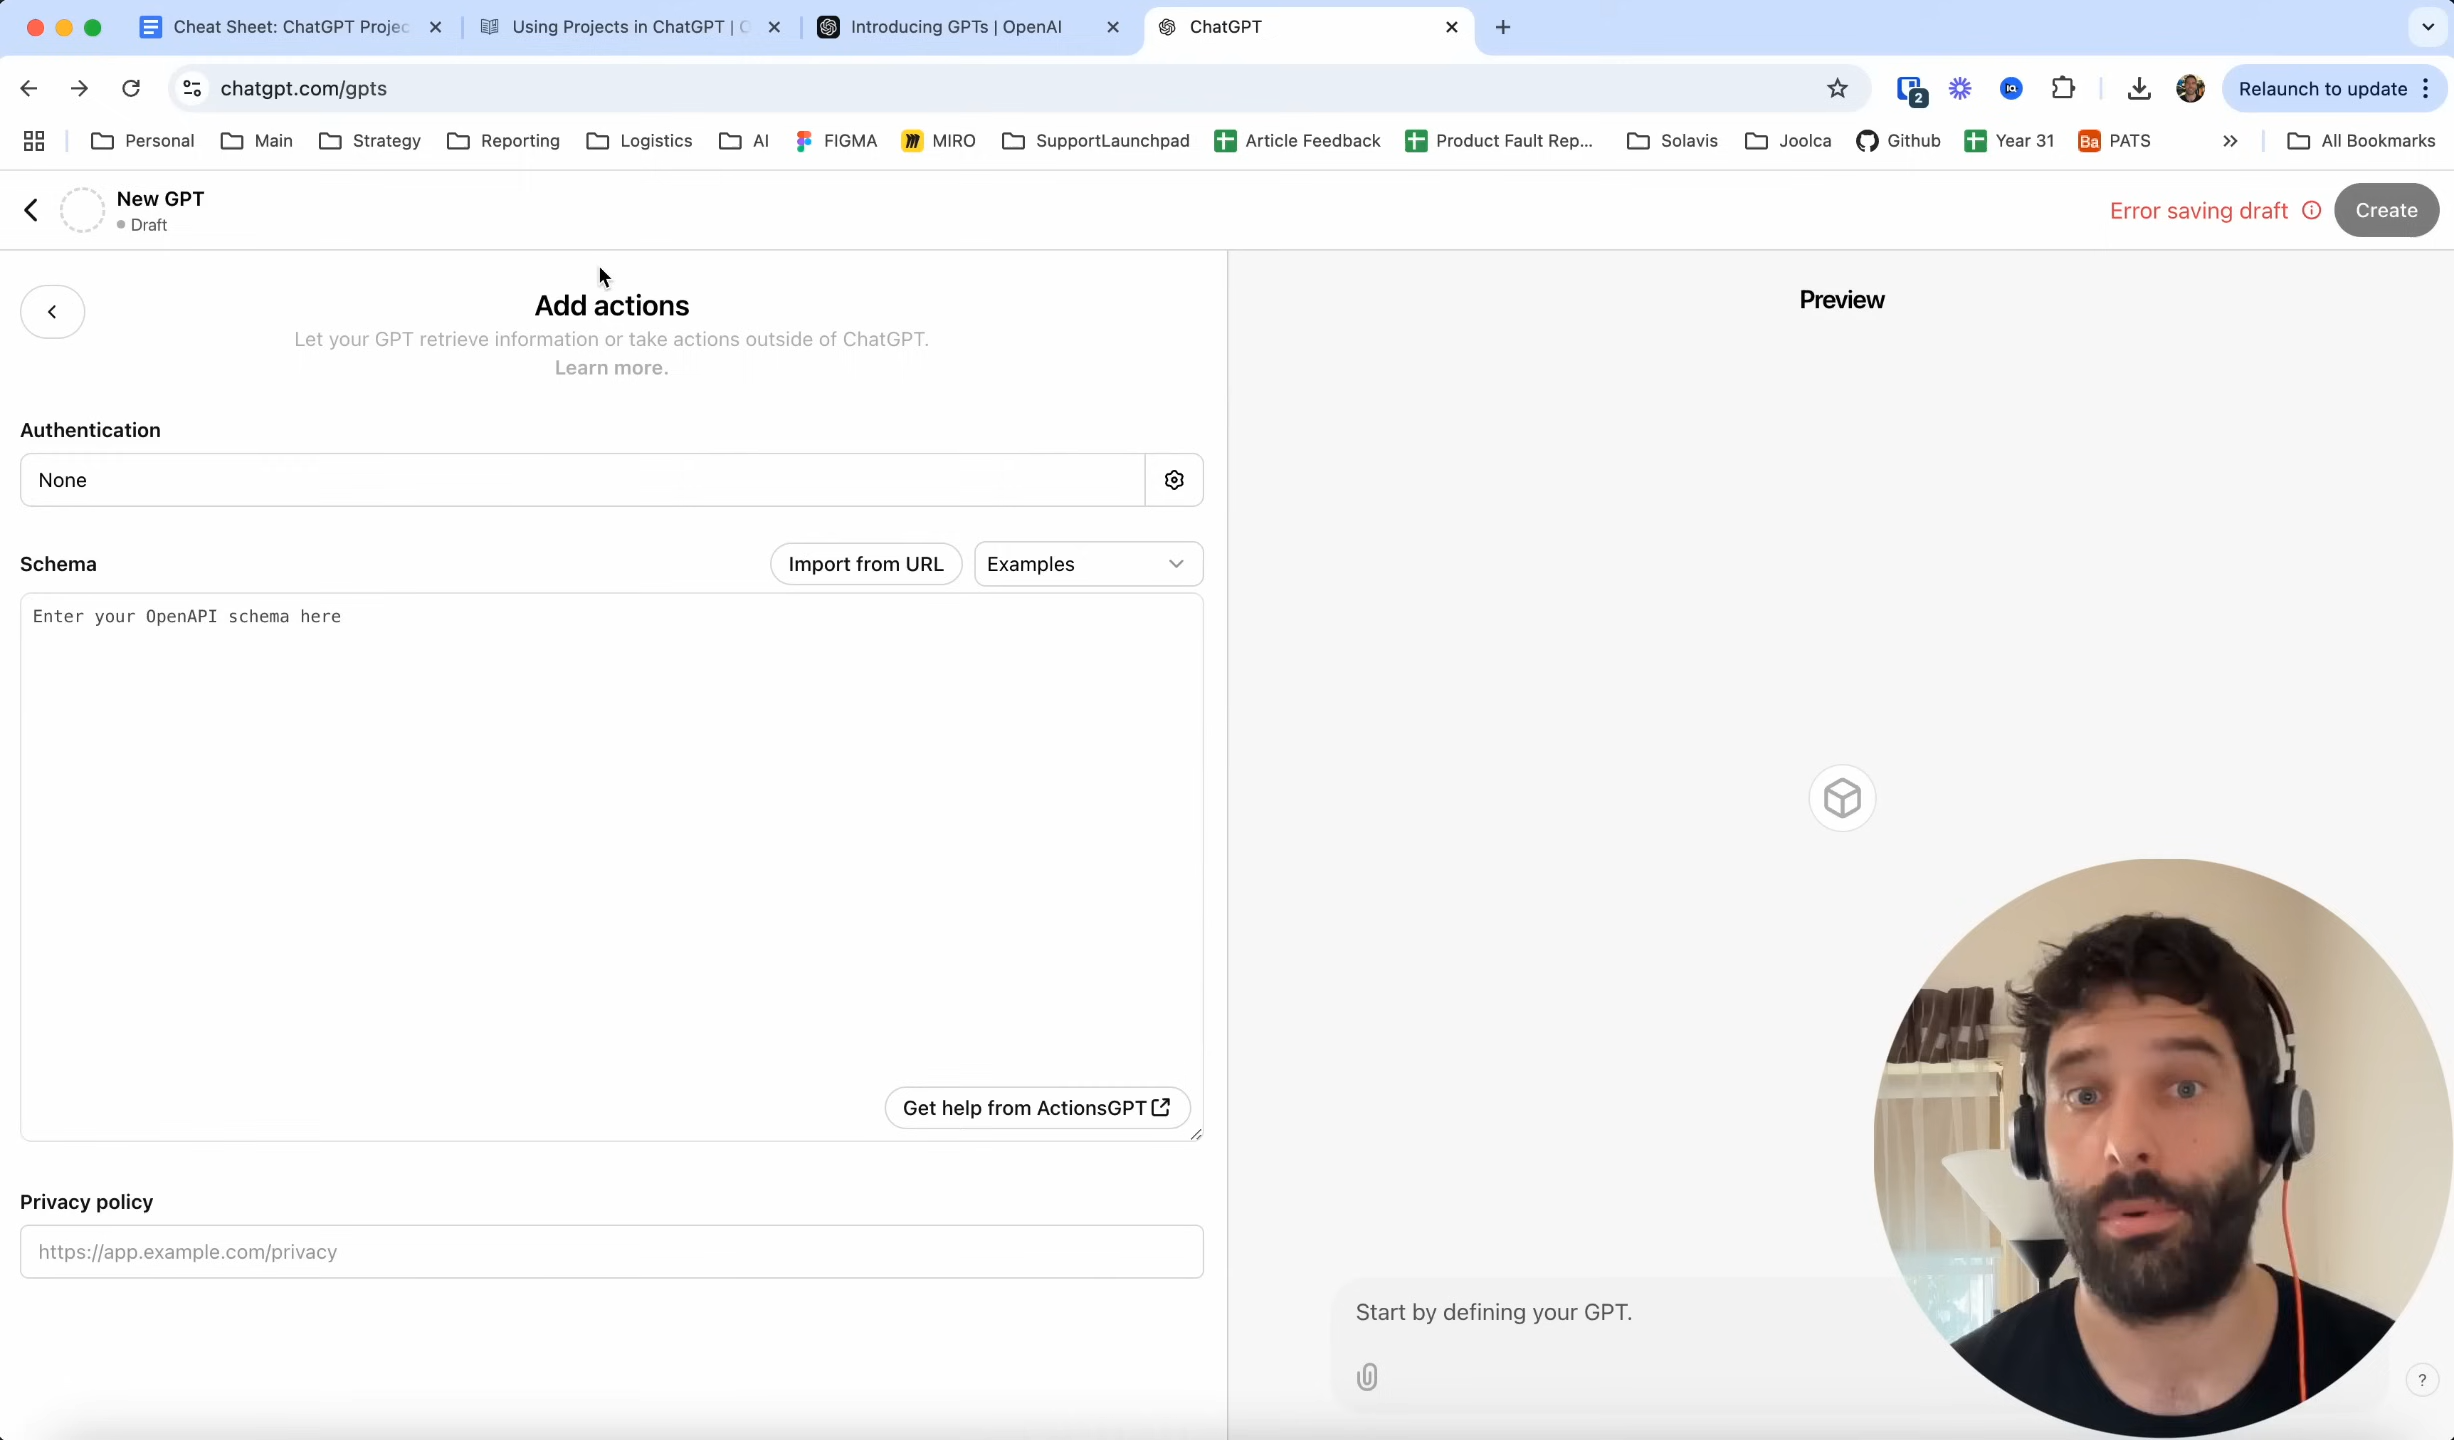 Cheat Sheet: ChatGPT Projec
Using Projects in ChatGPT |
Introducing GPTs | OpenAI
ChatGPT
chatgpt.com/gpts
2
IQ
Relaunch to update
Personal
Main
Strategy
Reporting
Logistics
AI
FIGMA
MIRO
SupportLaunchpad
Article Feedback
Product Fault Rep...
Solavis
Joolca
Github
Year 31
Ba PATS
All Bookmarks
New GPT
Draft
Error saving draft
Create
Add actions
Let your GPT retrieve information or take actions outside of ChatGPT.
Learn more.
Authentication
None
Schema
Import from URL
Examples
Enter your OpenAPI schema here
Get help from ActionsGPT
Privacy policy
https://app.example.com/privacy
Preview
Start by defining your GPT.
?